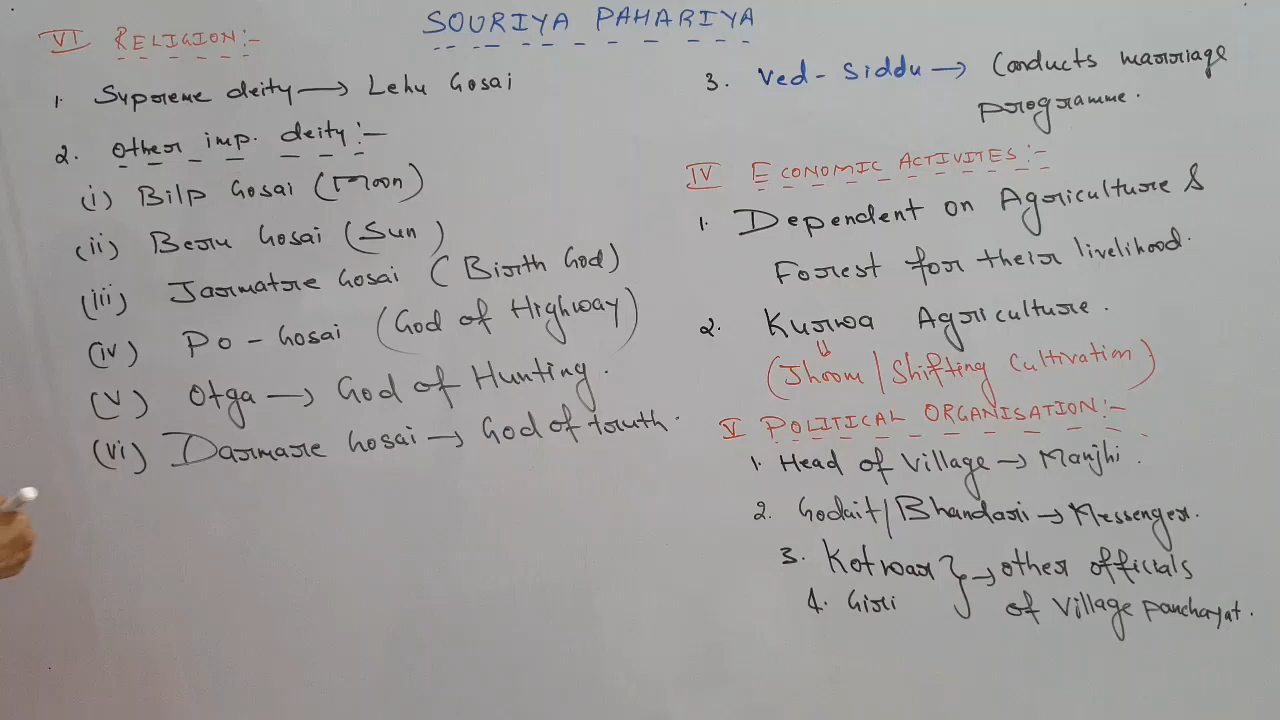 SOURIYA PAHARIYA
VI RELIGION:-
1. Supreme deity → Lehu Gosai
2. Other imp. deity:-
(i) Bilp Gosai (Moon)
(ii) Beru Gosai (Sun)
(iii) Jarmatre Gosai (Birth God)
(iv) Po-Gosai (God of Highway)
(v) Otga → God of Hunting.
(vi) Darmare Gosai → God of truth.
3. Ved-Siddu → Conducts marriage
programme.
IV ECONOMIC ACTIVITES:-
1. Dependent on Agriculture &
Forest for their livelihood.
2. Kurwa Agriculture.
⇓
(Jhoom/Shifting Cultivation)
V POLITICAL ORGANISATION:-
1. Head of Village → Manjhi.
2. Godait/Bhandari → Messenger.
3. Kotwar } → other officials
4. Giri of Village panchayat.